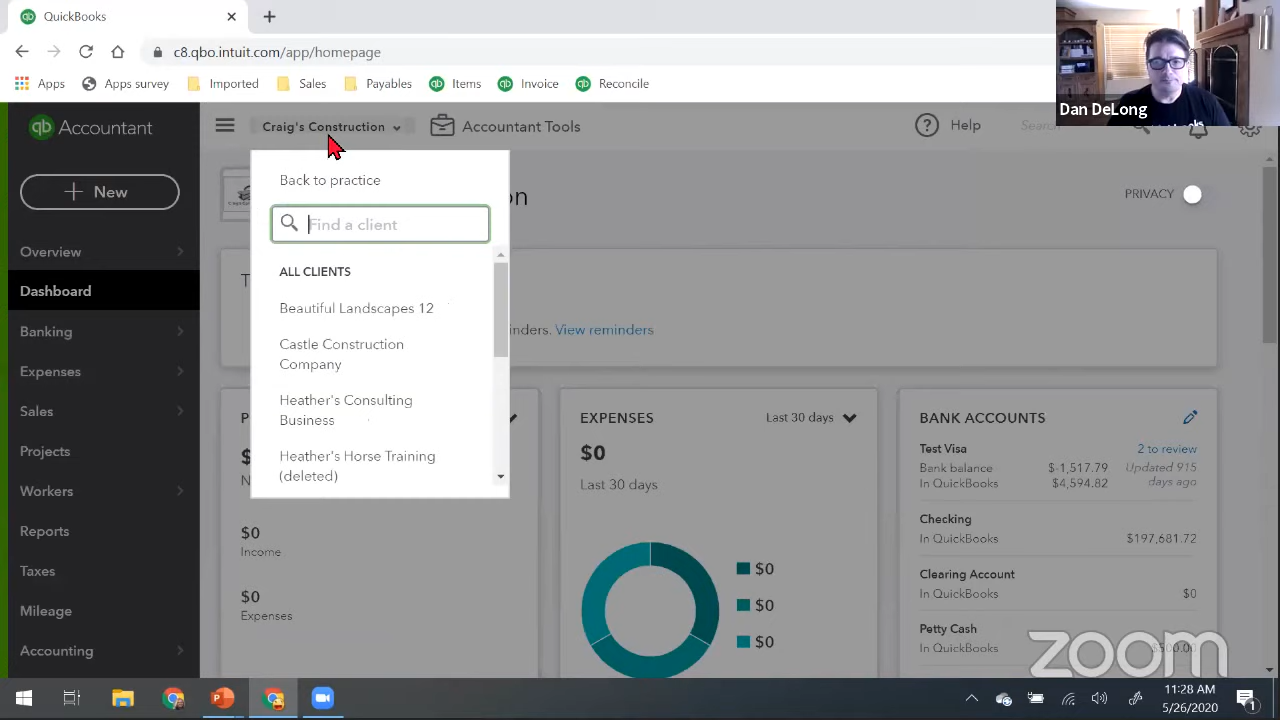 QuickBooks
c8.qbo.intuit.com/app/homepage
Apps
Apps survey
Imported
Sales
Payables
Items
Invoice
Reconcile
Dan DeLong
qb Accountant
Craig's Construction
Accountant Tools
Help
Search
New
Back to practice
on
PRIVACY
Find a client
ALL CLIENTS
Beautiful Landscapes 12
Castle Construction
Company
Heather's Consulting
Business
Heather's Horse Training
(deleted)
Overview
Dashboard
Banking
Expenses
Sales
Projects
Workers
Reports
Taxes
Mileage
Accounting
T
inders. View reminders
P
$
N
$0
Income
$0
Expenses
EXPENSES
Last 30 days
$0
Last 30 days
$0
$0
$0
BANK ACCOUNTS
Test Visa
2 to review
Bank balance
$-1,517.79
Updated 915
In QuickBooks
$4,594.82
days ago
Checking
In QuickBooks
$197,681.72
Clearing Account
In QuickBooks
$0
Petty Cash
In QuickBooks
$500.00
zoom
11:28 AM
5/26/2020
1